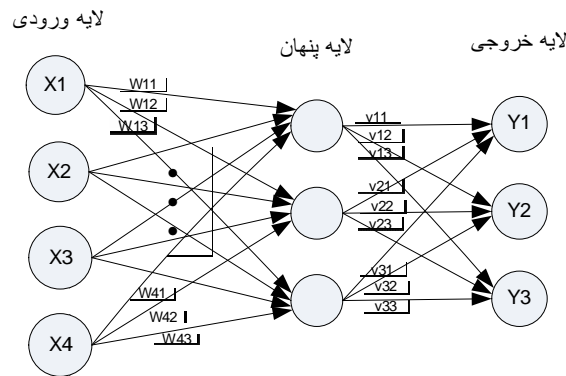 لایه ورودی
لایه پنهان
لایه خروجی
X1
X2
X3
X4
W11
W12
W13
W41
W42
W43
v11
v12
v13
v21
v22
v23
v31
v32
v33
Y1
Y2
Y3